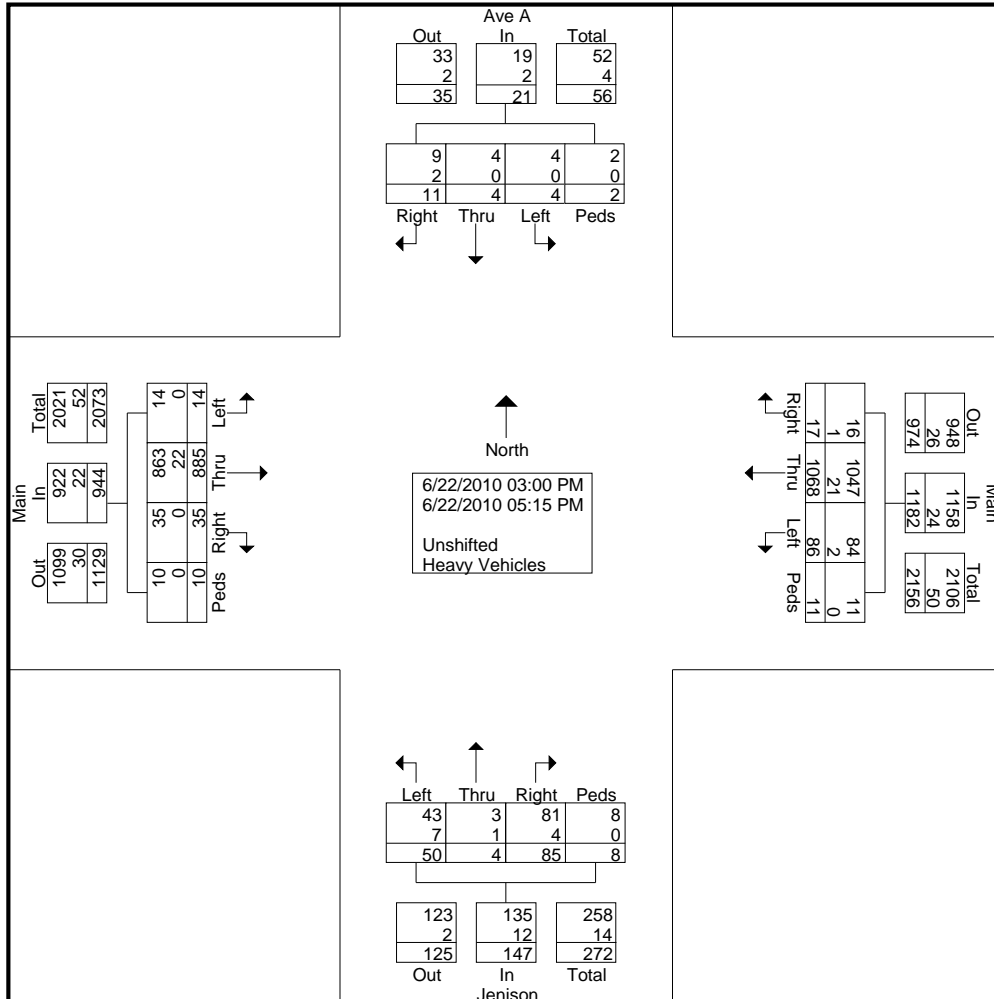 Ave A
Out In Total
33 19 52
2 2 4
35 21 56
9 4 4 2
2 0 0 0
11 4 4 2
Right Thru Left Peds
Main
Total In Out
2021 922 1099
52 22 30
2073 944 1129
14 863 35 10
0 22 0 0
14 885 35 10
Left Thru Right Peds
North
6/22/2010 03:00 PM
6/22/2010 05:15 PM
Unshifted
Heavy Vehicles
Right Thru Left Peds
16 1047 84 11
1 21 2 0
17 1068 86 11
Main
Out In Total
948 1158 2106
26 24 50
974 1182 2156
Left Thru Right Peds
43 3 81 8
7 1 4 0
50 4 85 8
123 135 258
2 12 14
125 147 272
Out In Total
Jenison